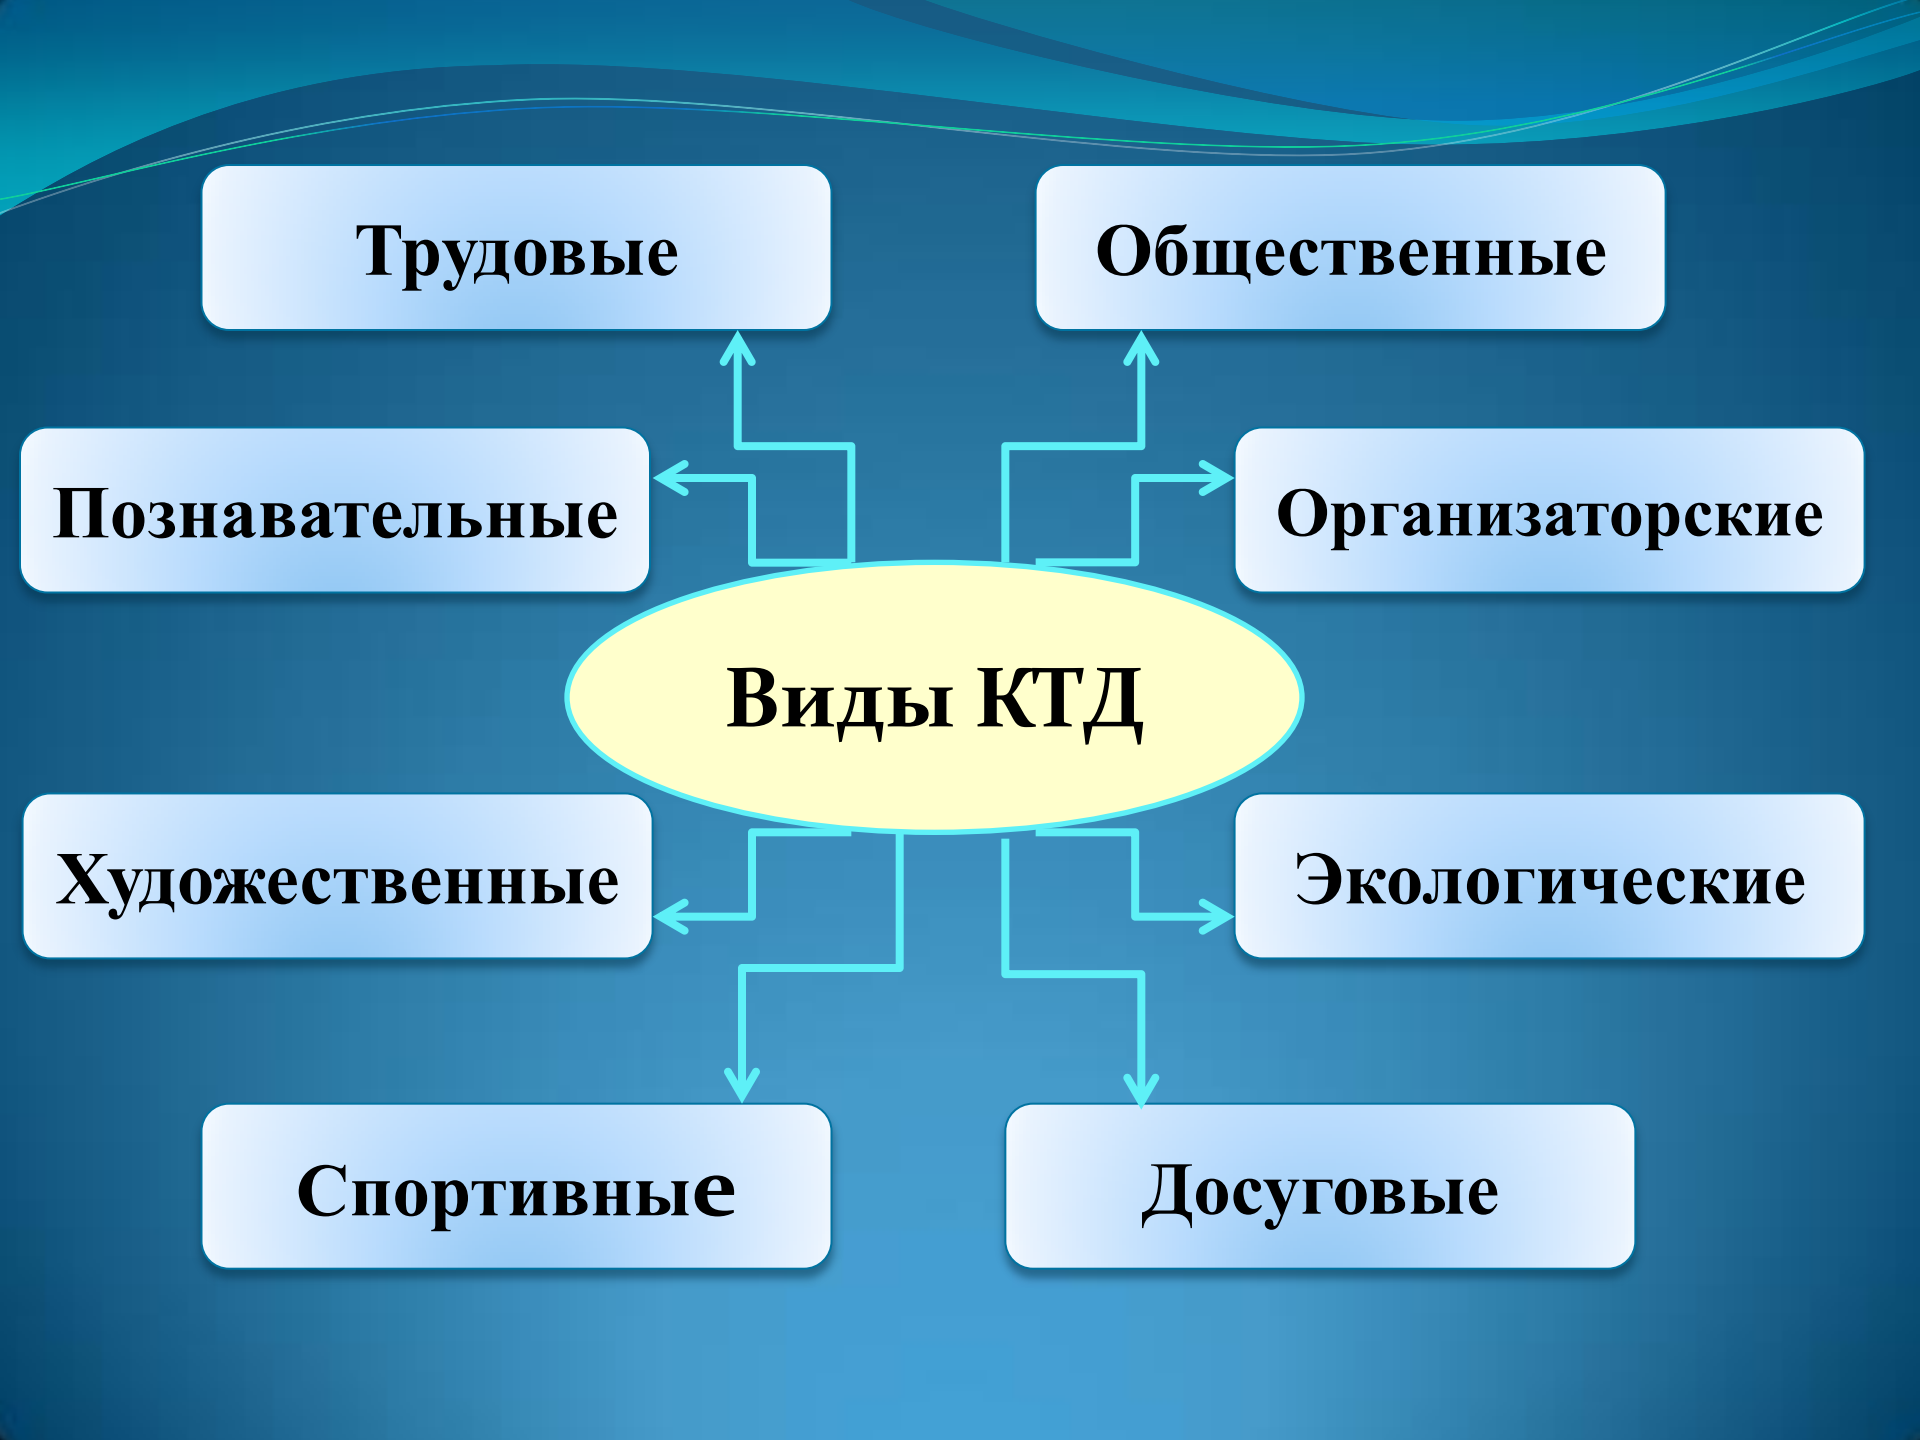 Трудовые
Общественные
Познавательные
Организаторские
Виды КТД
Художественные
Экологические
Спортивные
Досуговые